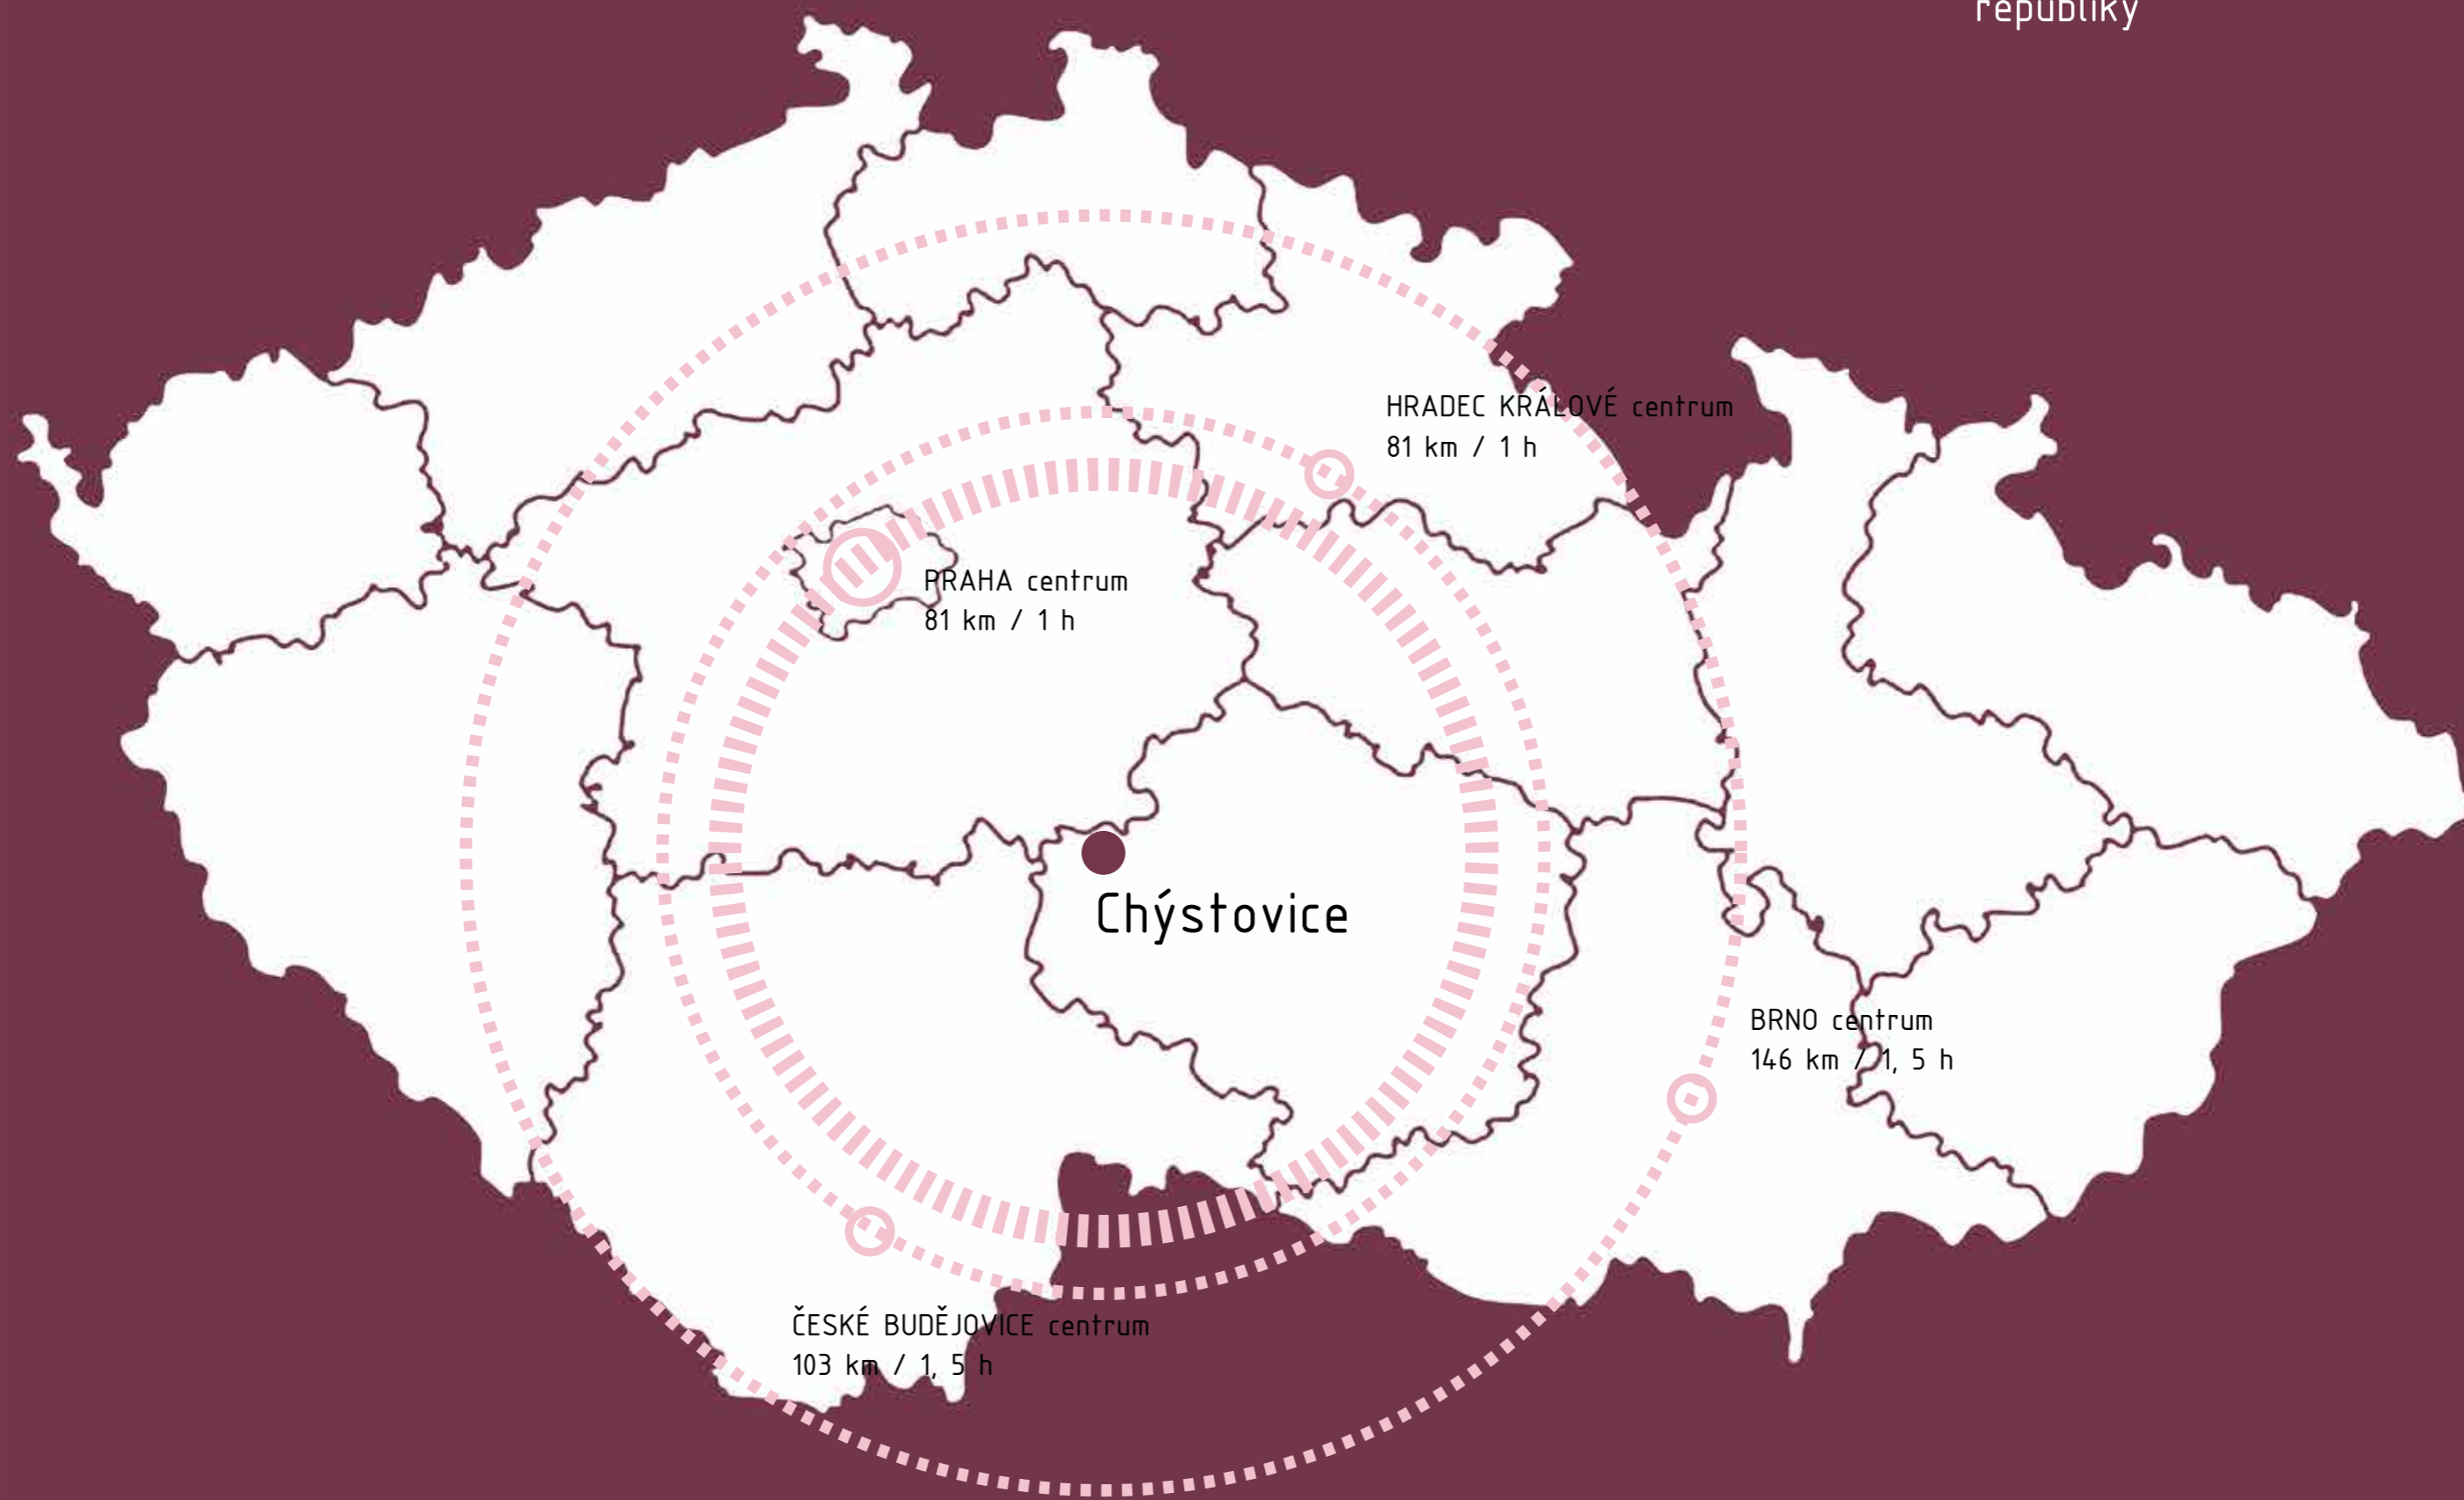 republiky
HRADEC KRÁLOVÉ centrum
81 km / 1 h
PRAHA centrum
81 km / 1 h
Chýstovice
BRNO centrum
146 km / 1, 5 h
ČESKÉ BUDĚJOVICE centrum
103 km / 1, 5 h